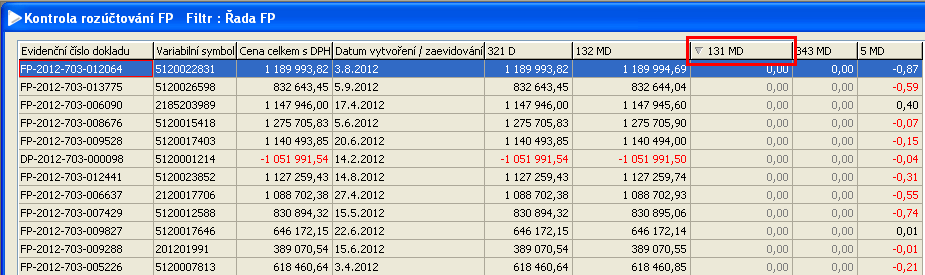 Kontrola rozúčtování FP Filtr : Řada FP
Evidenční číslo dokladu Variabilní symbol Cena celkem s DPH Datum vytvoření / zaevidování 321 D 132 MD 131 MD 343 MD 5 MD
FP-2012-703-012064 5120022831 1 189 993,82 3.8.2012 1 189 993,82 1 189 994,69 0,00 0,00 -0,87
FP-2012-703-013775 5120026598 832 643,45 5.9.2012 832 643,45 832 644,04 0,00 0,00 -0,59
FP-2012-703-006090 2185203989 1 147 946,00 17.4.2012 1 147 946,00 1 147 945,60 0,00 0,00 0,40
FP-2012-703-008676 5120015418 1 275 705,83 5.6.2012 1 275 705,83 1 275 705,90 0,00 0,00 -0,07
FP-2012-703-009528 5120017403 1 140 493,85 20.6.2012 1 140 493,85 1 140 494,00 0,00 0,00 -0,15
DP-2012-703-000098 5120001214 -1 051 991,54 14.2.2012 -1 051 991,54 -1 051 991,50 0,00 0,00 -0,04
FP-2012-703-012441 5120023852 1 127 259,43 14.8.2012 1 127 259,43 1 127 259,74 0,00 0,00 -0,31
FP-2012-703-006637 2120017706 1 088 702,38 27.4.2012 1 088 702,38 1 088 702,93 0,00 0,00 -0,55
FP-2012-703-007429 5120012588 830 894,32 15.5.2012 830 894,32 830 895,06 0,00 0,00 -0,74
FP-2012-703-009827 5120017646 646 172,15 22.6.2012 646 172,15 646 172,14 0,00 0,00 0,01
FP-2012-703-009288 201201991 389 070,54 15.6.2012 389 070,54 389 070,55 0,00 0,00 -0,01
FP-2012-703-005226 5120007813 618 460,64 3.4.2012 618 460,64 618 460,85 0,00 0,00 -0,21